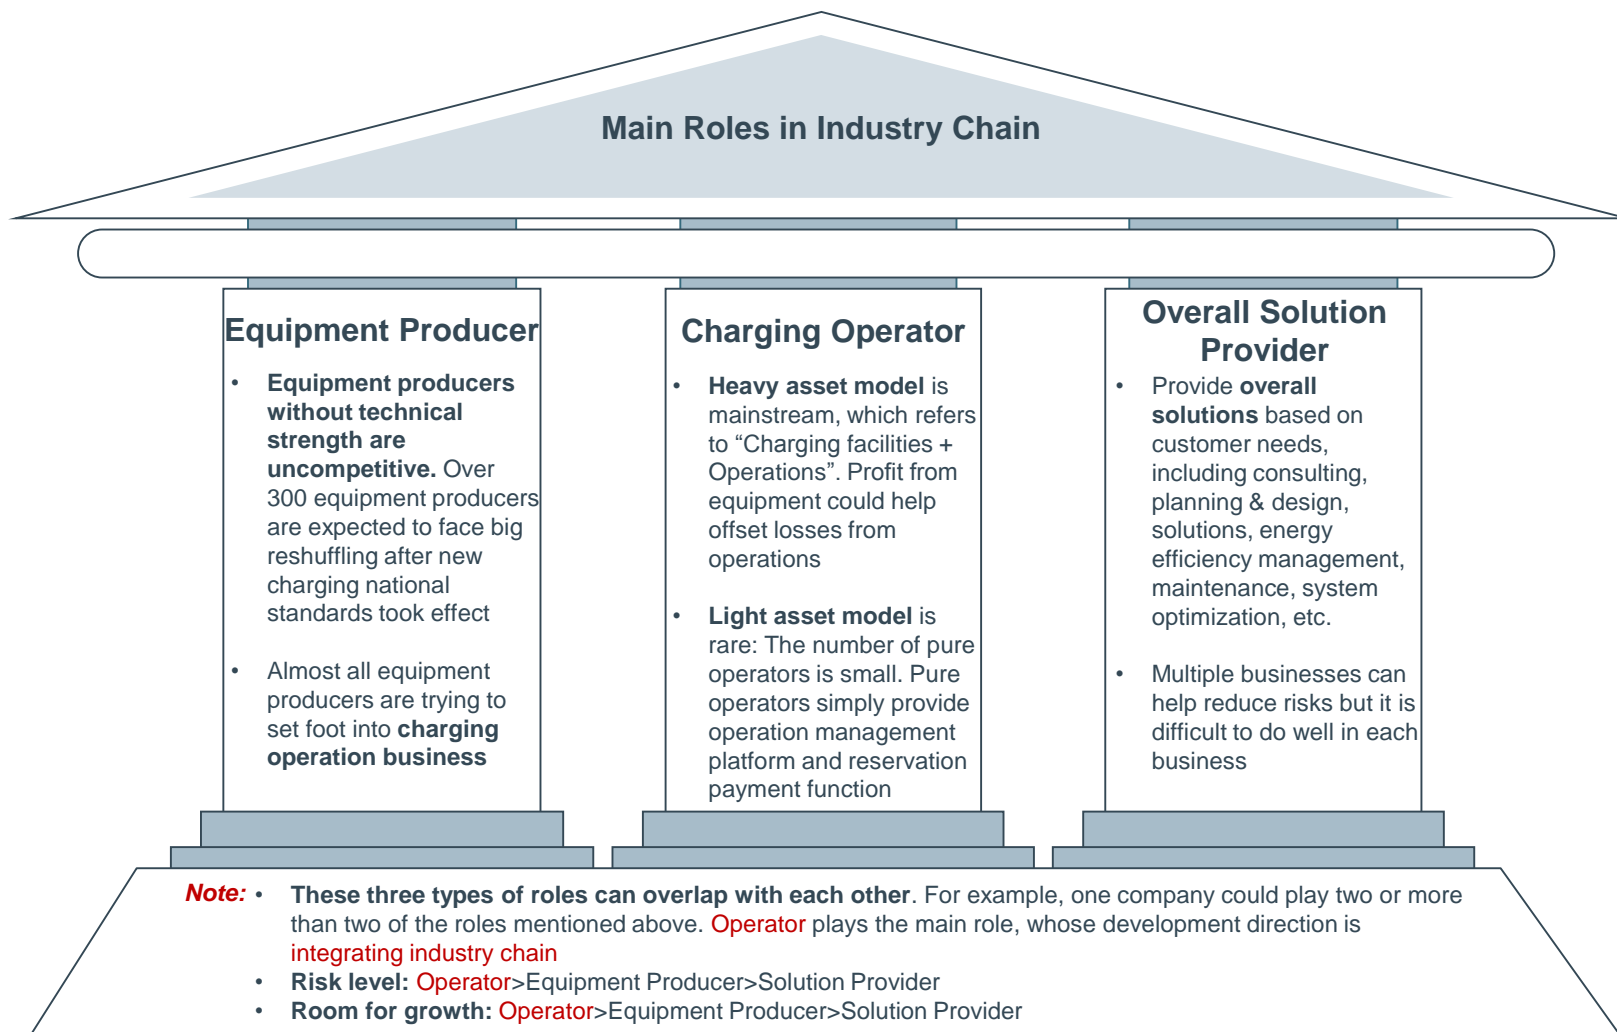 Main Roles in Industry Chain
Equipment Producer
• Equipment producers
without technical
strength are
uncompetitive. Over
300 equipment producers
are expected to face big
reshuffling after new
charging national
standards took effect
• Almost all equipment
producers are trying to
set foot into charging
operation business
Charging Operator
• Heavy asset model is
mainstream, which refers
to “Charging facilities +
Operations”. Profit from
equipment could help
offset losses from
operations
• Light asset model is
rare: The number of pure
operators is small. Pure
operators simply provide
operation management
platform and reservation
payment function
Overall Solution
Provider
• Provide overall
solutions based on
customer needs,
including consulting,
planning & design,
solutions, energy
efficiency management,
maintenance, system
optimization, etc.
• Multiple businesses can
help reduce risks but it is
difficult to do well in each
business
Note: • These three types of roles can overlap with each other. For example, one company could play two or more
than two of the roles mentioned above. Operator plays the main role, whose development direction is
integrating industry chain
• Risk level: Operator>Equipment Producer>Solution Provider
• Room for growth: Operator>Equipment Producer>Solution Provider